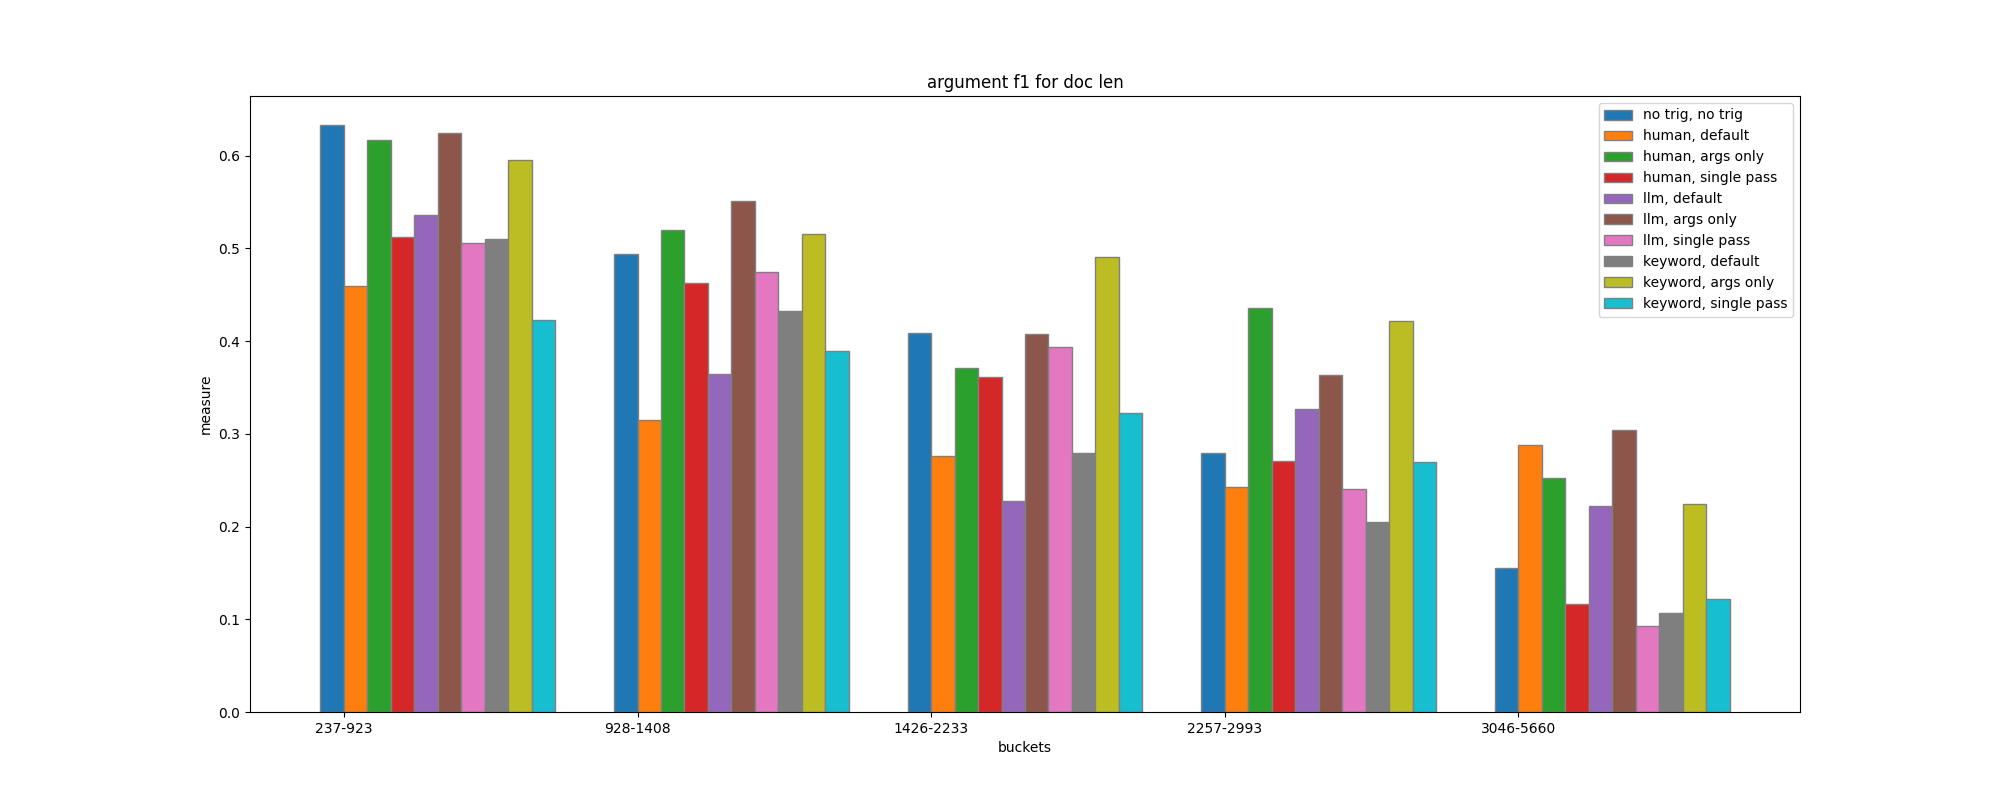 argument f1 for doc len
no trig, no trig
human, default
human, args only
human, single pass
llm, default
llm, args only
llm, single pass
keyword, default
keyword, args only
keyword, single pass
measure
0.6
0.5
0.4
0.3
0.2
0.1
0.0
237-923
928-1408
1426-2233
2257-2993
3046-5660
buckets